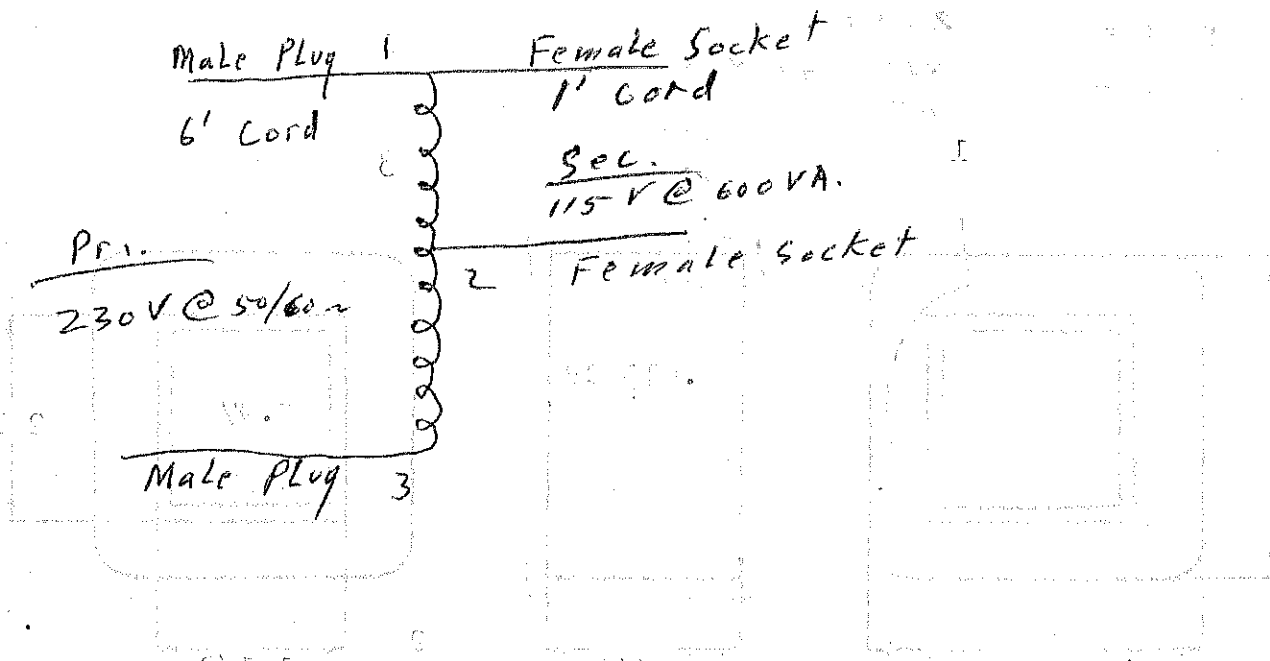 Male Plug 1 Female Socket
6' Cord 1' Cord
Sec.
115 V @ 600 VA.
Pri.
2 Female Socket
230 V @ 50/60 ~
Male Plug 3